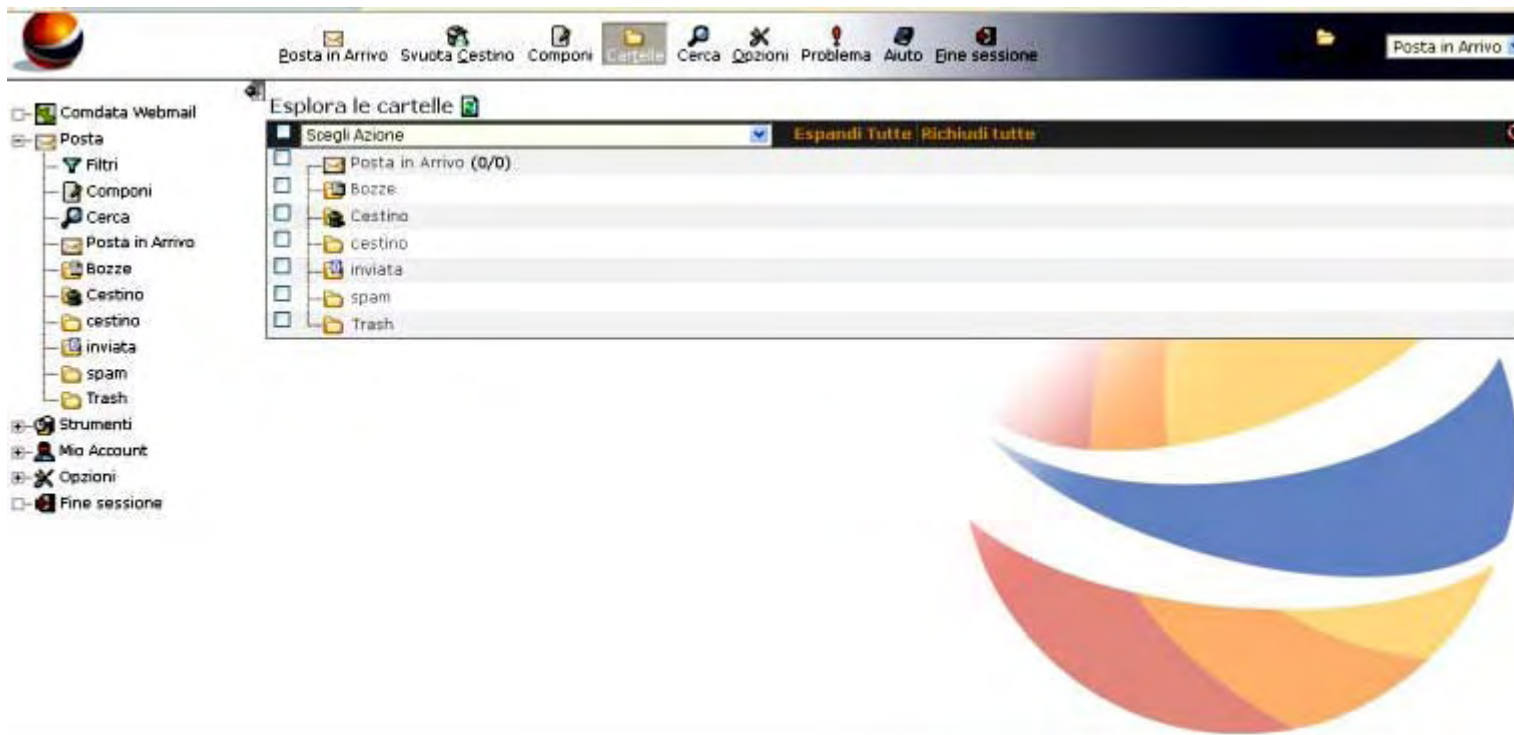 Posta in Arrivo Svuota Cestino Componi Cartelle Cerca Opzioni Problema Aiuto Fine sessione
Posta in Arrivo
Comdata Webmail
Posta
Filtri
Componi
Cerca
Posta in Arrivo
Bozze
Cestino
cestino
inviata
spam
Trash
Strumenti
Mio Account
Opzioni
Fine sessione
Esplora le cartelle
Scegli Azione Espandi Tutte Richiudi tutte
Posta in Arrivo (0/0)
Bozze
Cestino
cestino
inviata
spam
Trash